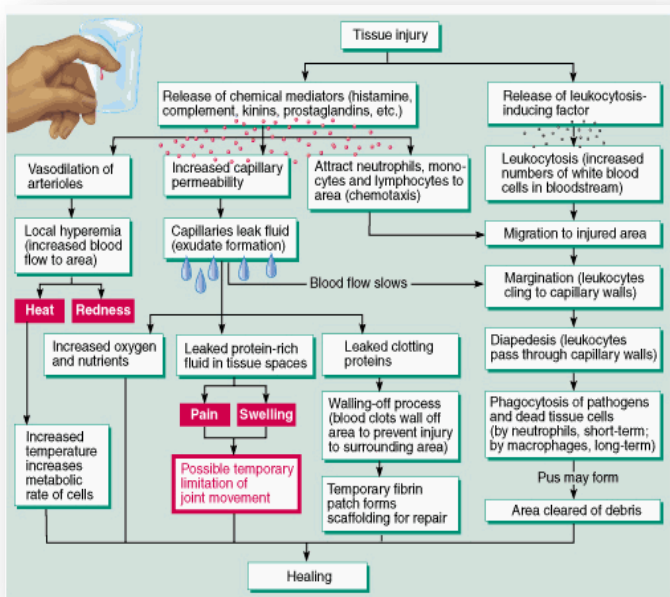 Tissue injury
Release of chemical mediators (histamine,
complement, kinins, prostaglandins, etc.)
Release of leukocytosis-
inducing factor
Vasodilation of
arterioles
Increased capillary
permeability
Attract neutrophils, mono-
cytes and lymphocytes to
area (chemotaxis)
Leukocytosis (increased
numbers of white blood
cells in bloodstream)
Local hyperemia
(increased blood
flow to area)
Capillaries leak fluid
(exudate formation)
Migration to injured area
Blood flow slows
Margination (leukocytes
cling to capillary walls)
Heat
Redness
Increased oxygen
and nutrients
Leaked protein-rich
fluid in tissue spaces
Leaked clotting
proteins
Diapedesis (leukocytes
pass through capillary walls)
Pain
Swelling
Walling-off process
(blood clots wall off
area to prevent injury
to surrounding area)
Phagocytosis of pathogens
and dead tissue cells
(by neutrophils, short-term;
by macrophages, long-term)
Increased
temperature
increases
metabolic
rate of cells
Possible temporary
limitation of
joint movement
Temporary fibrin
patch forms
scaffolding for repair
Pus may form
Area cleared of debris
Healing